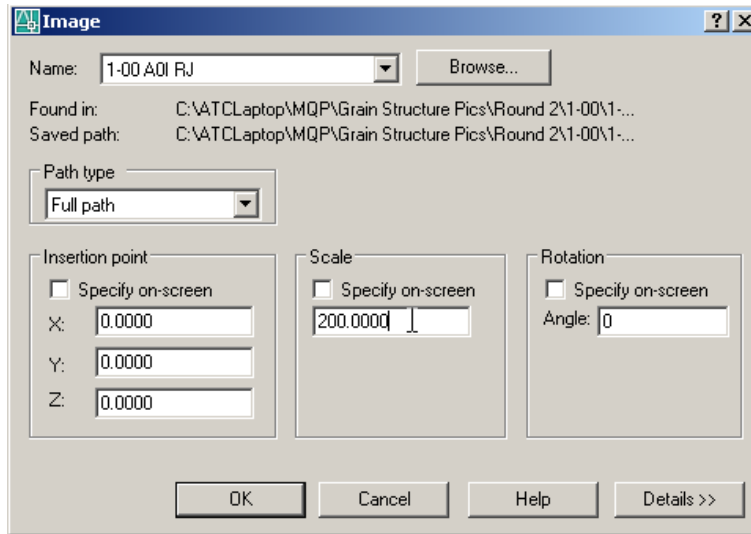 Image
Name: 1-00 A0I RJ Browse...
Found in: C:\ATCLaptop\MQP\Grain Structure Pics\Round 2\1-00\1-...
Saved path: C:\ATCLaptop\MQP\Grain Structure Pics\Round 2\1-00\1-...
Path type
Full path
Insertion point
Specify on-screen
X: 0.0000
Y: 0.0000
Z: 0.0000
Scale
Specify on-screen
200.0000
Rotation
Specify on-screen
Angle: 0
OK Cancel Help Details >>